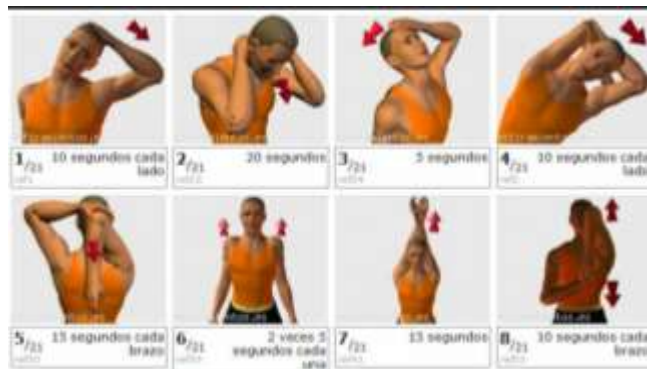 1/21 10 segundos cada
lado
2/21 20 segundos
3/21 5 segundos
4/21 10 segundos cada
lado
5/21 15 segundos cada
brazo
6/21 2 veces 5
segundos cada
una
7/21 15 segundos
8/21 10 segundos cada
brazo